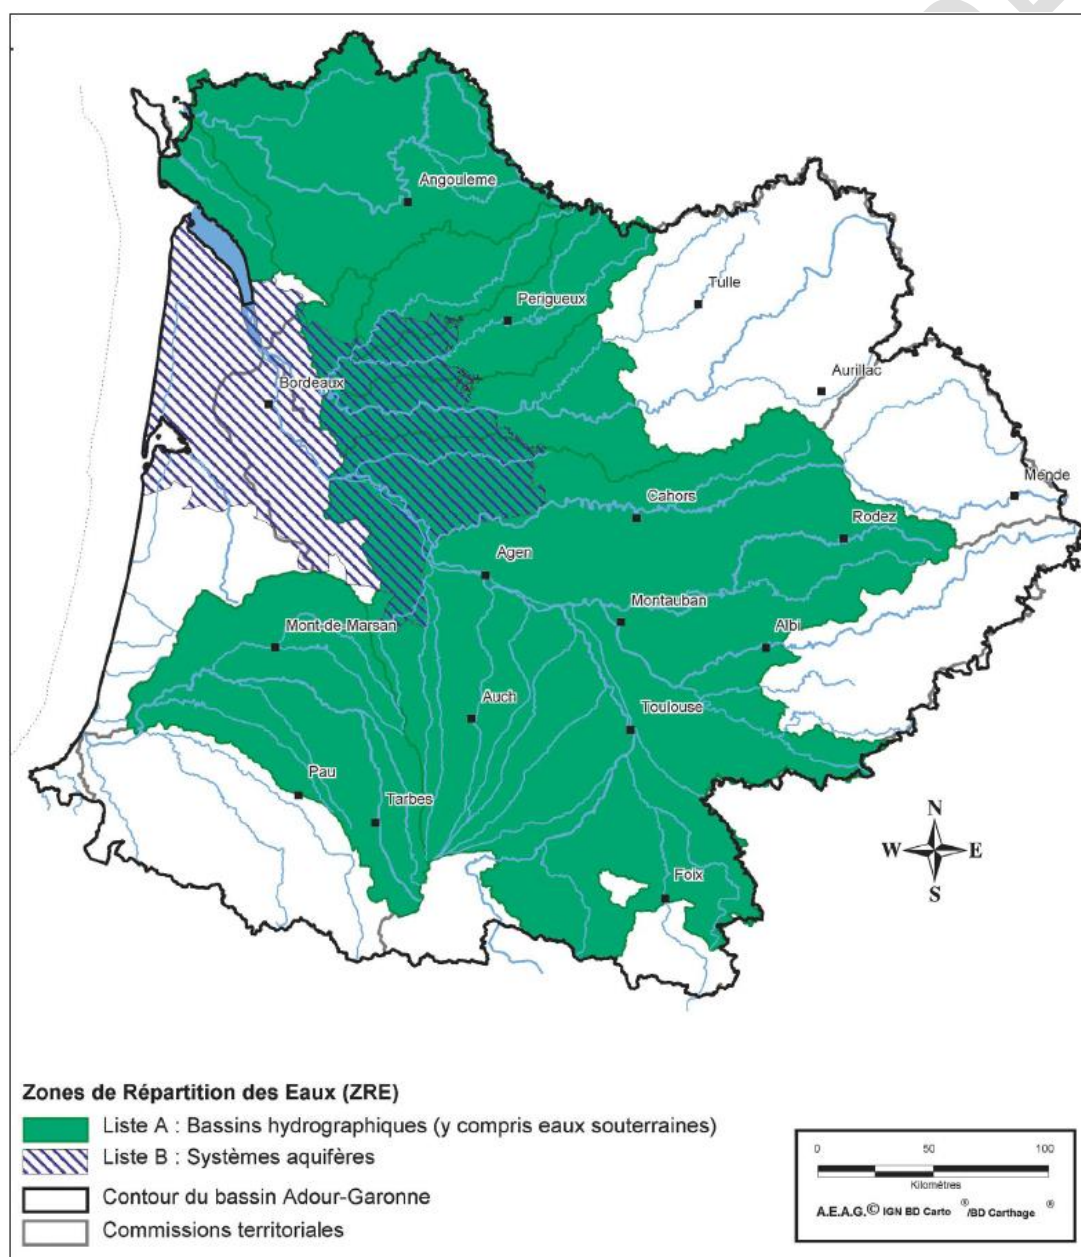 Angouleme
Tulle
Perigueux
Aurillac
Bordeaux
Mende
Cahors
Rodez
Agen
Montauban
Mont-de-Marsan
Albi
Auch
Toulouse
Pau
Tarbes
Foix
N
W E
S
Zones de Répartition des Eaux (ZRE)
Liste A : Bassins hydrographiques (y compris eaux souterraines)
Liste B : Systèmes aquifères
Contour du bassin Adour-Garonne
Commissions territoriales
0 50 100
Kilomètres
A.E.A.G.© IGN BD Carto ®/BD Carthage ®